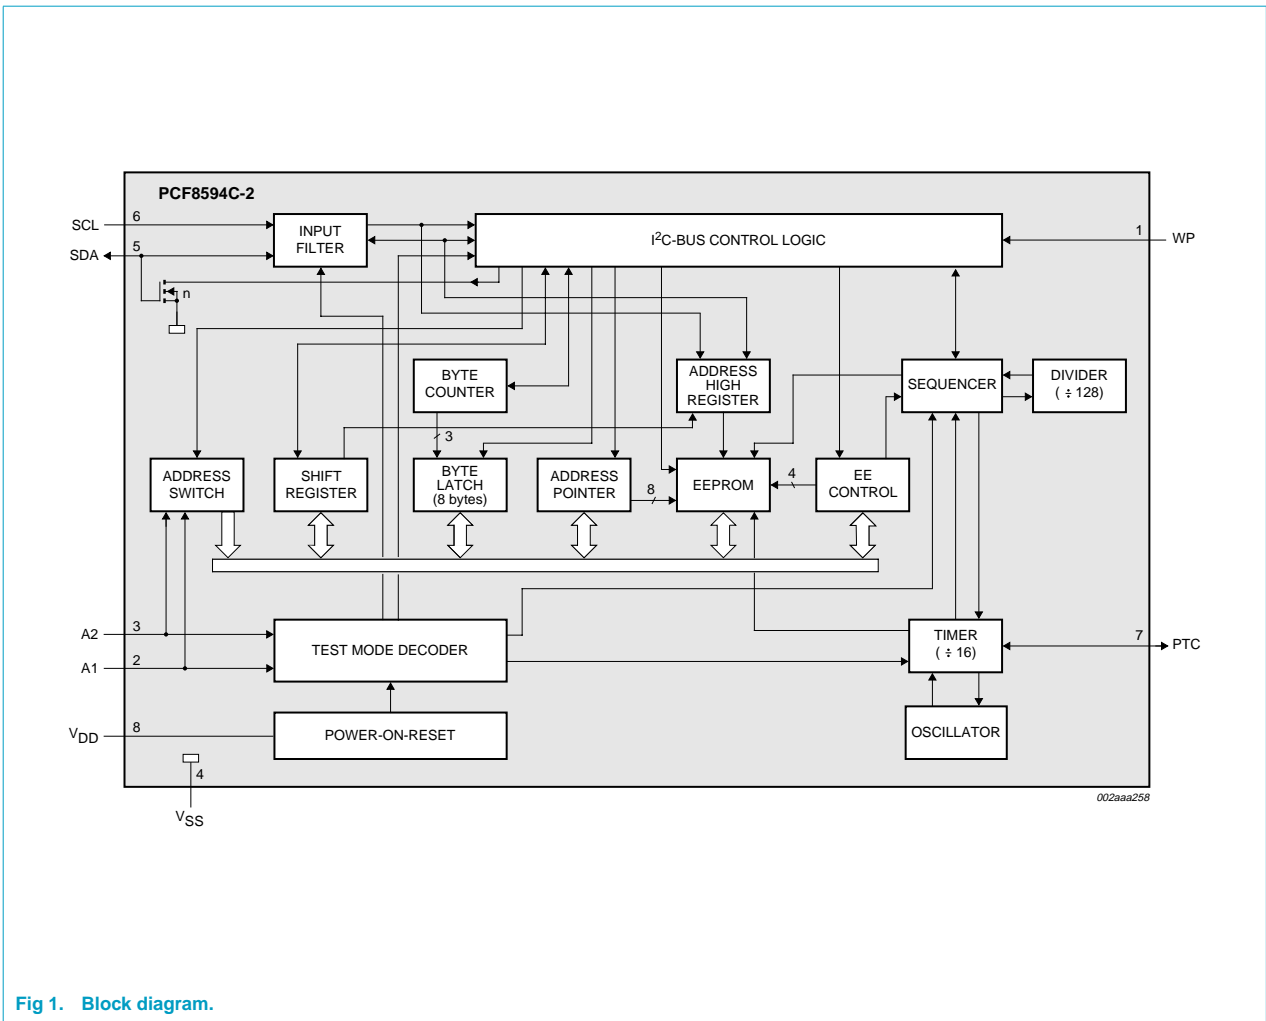 PCF8594C-2
SCL
6
SDA
5
n
INPUT
FILTER
I²C-BUS CONTROL LOGIC
1
WP
BYTE
COUNTER
3
ADDRESS
HIGH
REGISTER
SEQUENCER
DIVIDER
( ÷ 128)
ADDRESS
SWITCH
SHIFT
REGISTER
BYTE
LATCH
(8 bytes)
ADDRESS
POINTER
8
EEPROM
4
EE
CONTROL
A2
3
A1
2
TEST MODE DECODER
TIMER
( ÷ 16)
7
PTC
VDD
8
POWER-ON-RESET
OSCILLATOR
4
VSS
002aaa258
Fig 1. Block diagram.